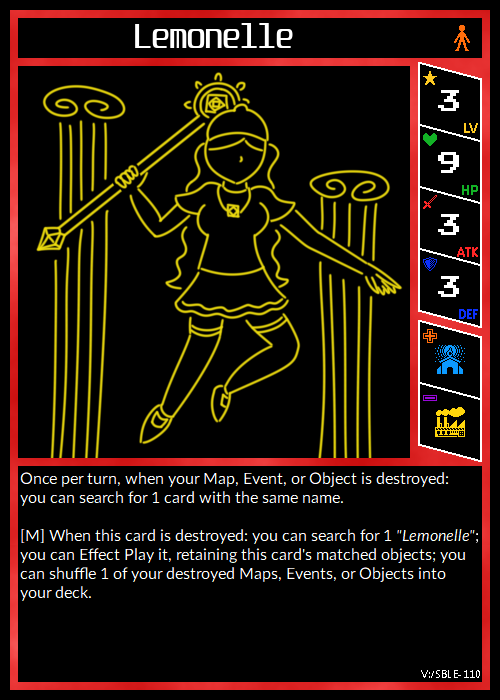 Lemonelle
3
LV
9
HP
3
ATK
3
DEF
Once per turn, when your Map, Event, or Object is destroyed:
you can search for 1 card with the same name.
[M] When this card is destroyed: you can search for 1 "Lemonelle";
you can Effect Play it, retaining this card's matched objects; you
can shuffle 1 of your destroyed Maps, Events, or Objects into
your deck.
V:/SBLE-110